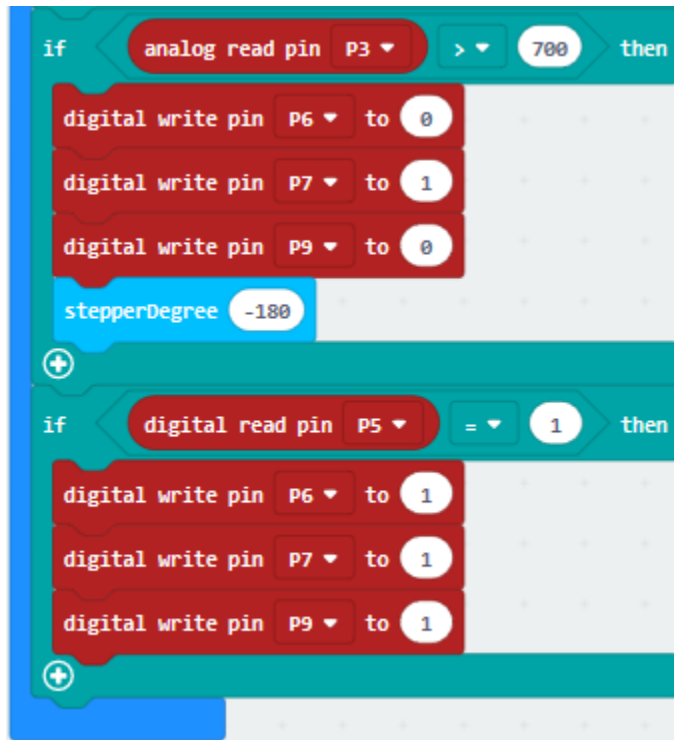 if analog read pin P3 > 700 then
digital write pin P6 to 0
digital write pin P7 to 1
digital write pin P9 to 0
stepperDegree -180
if digital read pin P5 = 1 then
digital write pin P6 to 1
digital write pin P7 to 1
digital write pin P9 to 1